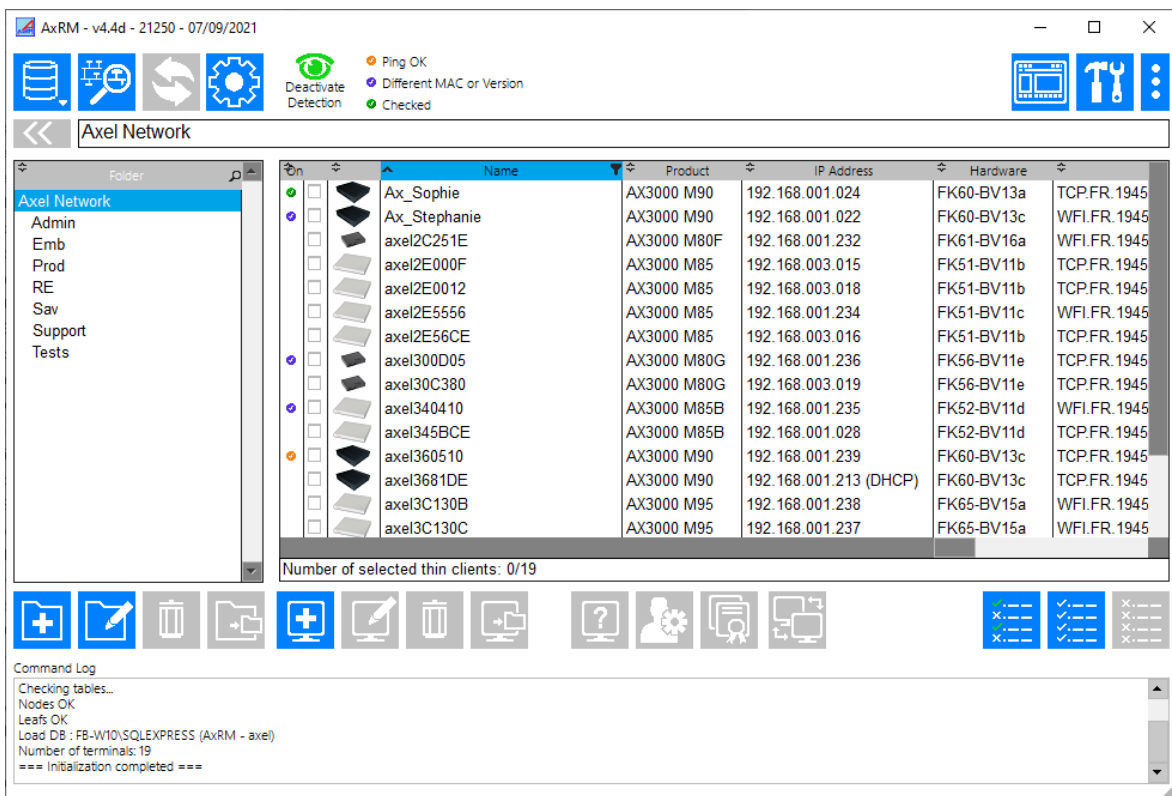 AxRM - v4.4d - 21250 - 07/09/2021
Deactivate Detection
Ping OK
Different MAC or Version
Checked
Axel Network
Folder
Axel Network
Admin
Emb
Prod
RE
Sav
Support
Tests
On Name Product IP Address Hardware
Ax_Sophie AX3000 M90 192.168.001.024 FK60-BV13a TCP.FR.1945
Ax_Stephanie AX3000 M90 192.168.001.022 FK60-BV13c WFI.FR.1945
axel2C251E AX3000 M80F 192.168.001.232 FK61-BV16a WFI.FR.1945
axel2E000F AX3000 M85 192.168.003.015 FK51-BV11b TCP.FR.1945
axel2E0012 AX3000 M85 192.168.003.018 FK51-BV11b TCP.FR.1945
axel2E5556 AX3000 M85 192.168.001.234 FK51-BV11c WFI.FR.1945
axel2E56CE AX3000 M85 192.168.003.016 FK51-BV11b TCP.FR.1945
axel300D05 AX3000 M80G 192.168.001.236 FK56-BV11e TCP.FR.1945
axel30C380 AX3000 M80G 192.168.003.019 FK56-BV11e TCP.FR.1945
axel340410 AX3000 M85B 192.168.001.235 FK52-BV11d WFI.FR.1945
axel345BCE AX3000 M85B 192.168.001.028 FK52-BV11d TCP.FR.1945
axel360510 AX3000 M90 192.168.001.239 FK60-BV13c TCP.FR.1945
axel3681DE AX3000 M90 192.168.001.213 (DHCP) FK60-BV13c TCP.FR.1945
axel3C130B AX3000 M95 192.168.001.238 FK65-BV15a WFI.FR.1945
axel3C130C AX3000 M95 192.168.001.237 FK65-BV15a WFI.FR.1945
Number of selected thin clients: 0/19
Command Log
Checking tables...
Nodes OK
Leafs OK
Load DB : FB-W10\SQLEXPRESS (AxRM - axel)
Number of terminals: 19
=== Initialization completed ===